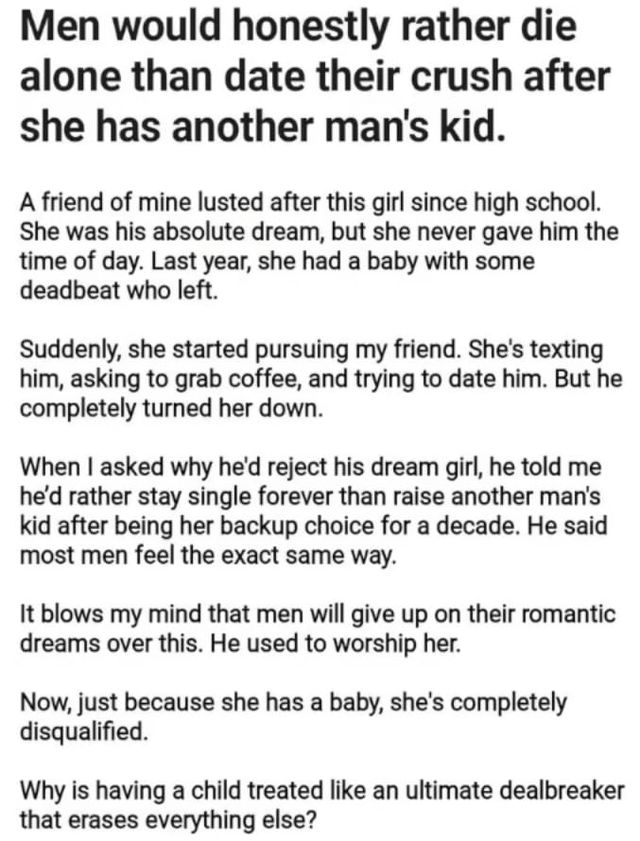 Men would honestly rather die
alone than date their crush after
she has another man's kid.
A friend of mine lusted after this girl since high school.
She was his absolute dream, but she never gave him the
time of day. Last year, she had a baby with some
deadbeat who left.
Suddenly, she started pursuing my friend. She's texting
him, asking to grab coffee, and trying to date him. But he
completely turned her down.
When I asked why he'd reject his dream girl, he told me
he'd rather stay single forever than raise another man's
kid after being her backup choice for a decade. He said
most men feel the exact same way.
It blows my mind that men will give up on their romantic
dreams over this. He used to worship her.
Now, just because she has a baby, she's completely
disqualified.
Why is having a child treated like an ultimate dealbreaker
that erases everything else?